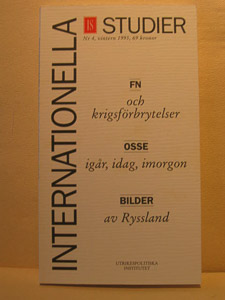 INTERNATIONELLA
IS STUDIER
Nr 4, vintern 1995. 69 kronor
FN
och
krigsförbrytelser
OSSE
igår, idag, imorgon
BILDER
av Ryssland
UTRIKESPOLITISKA
INSTITUTET